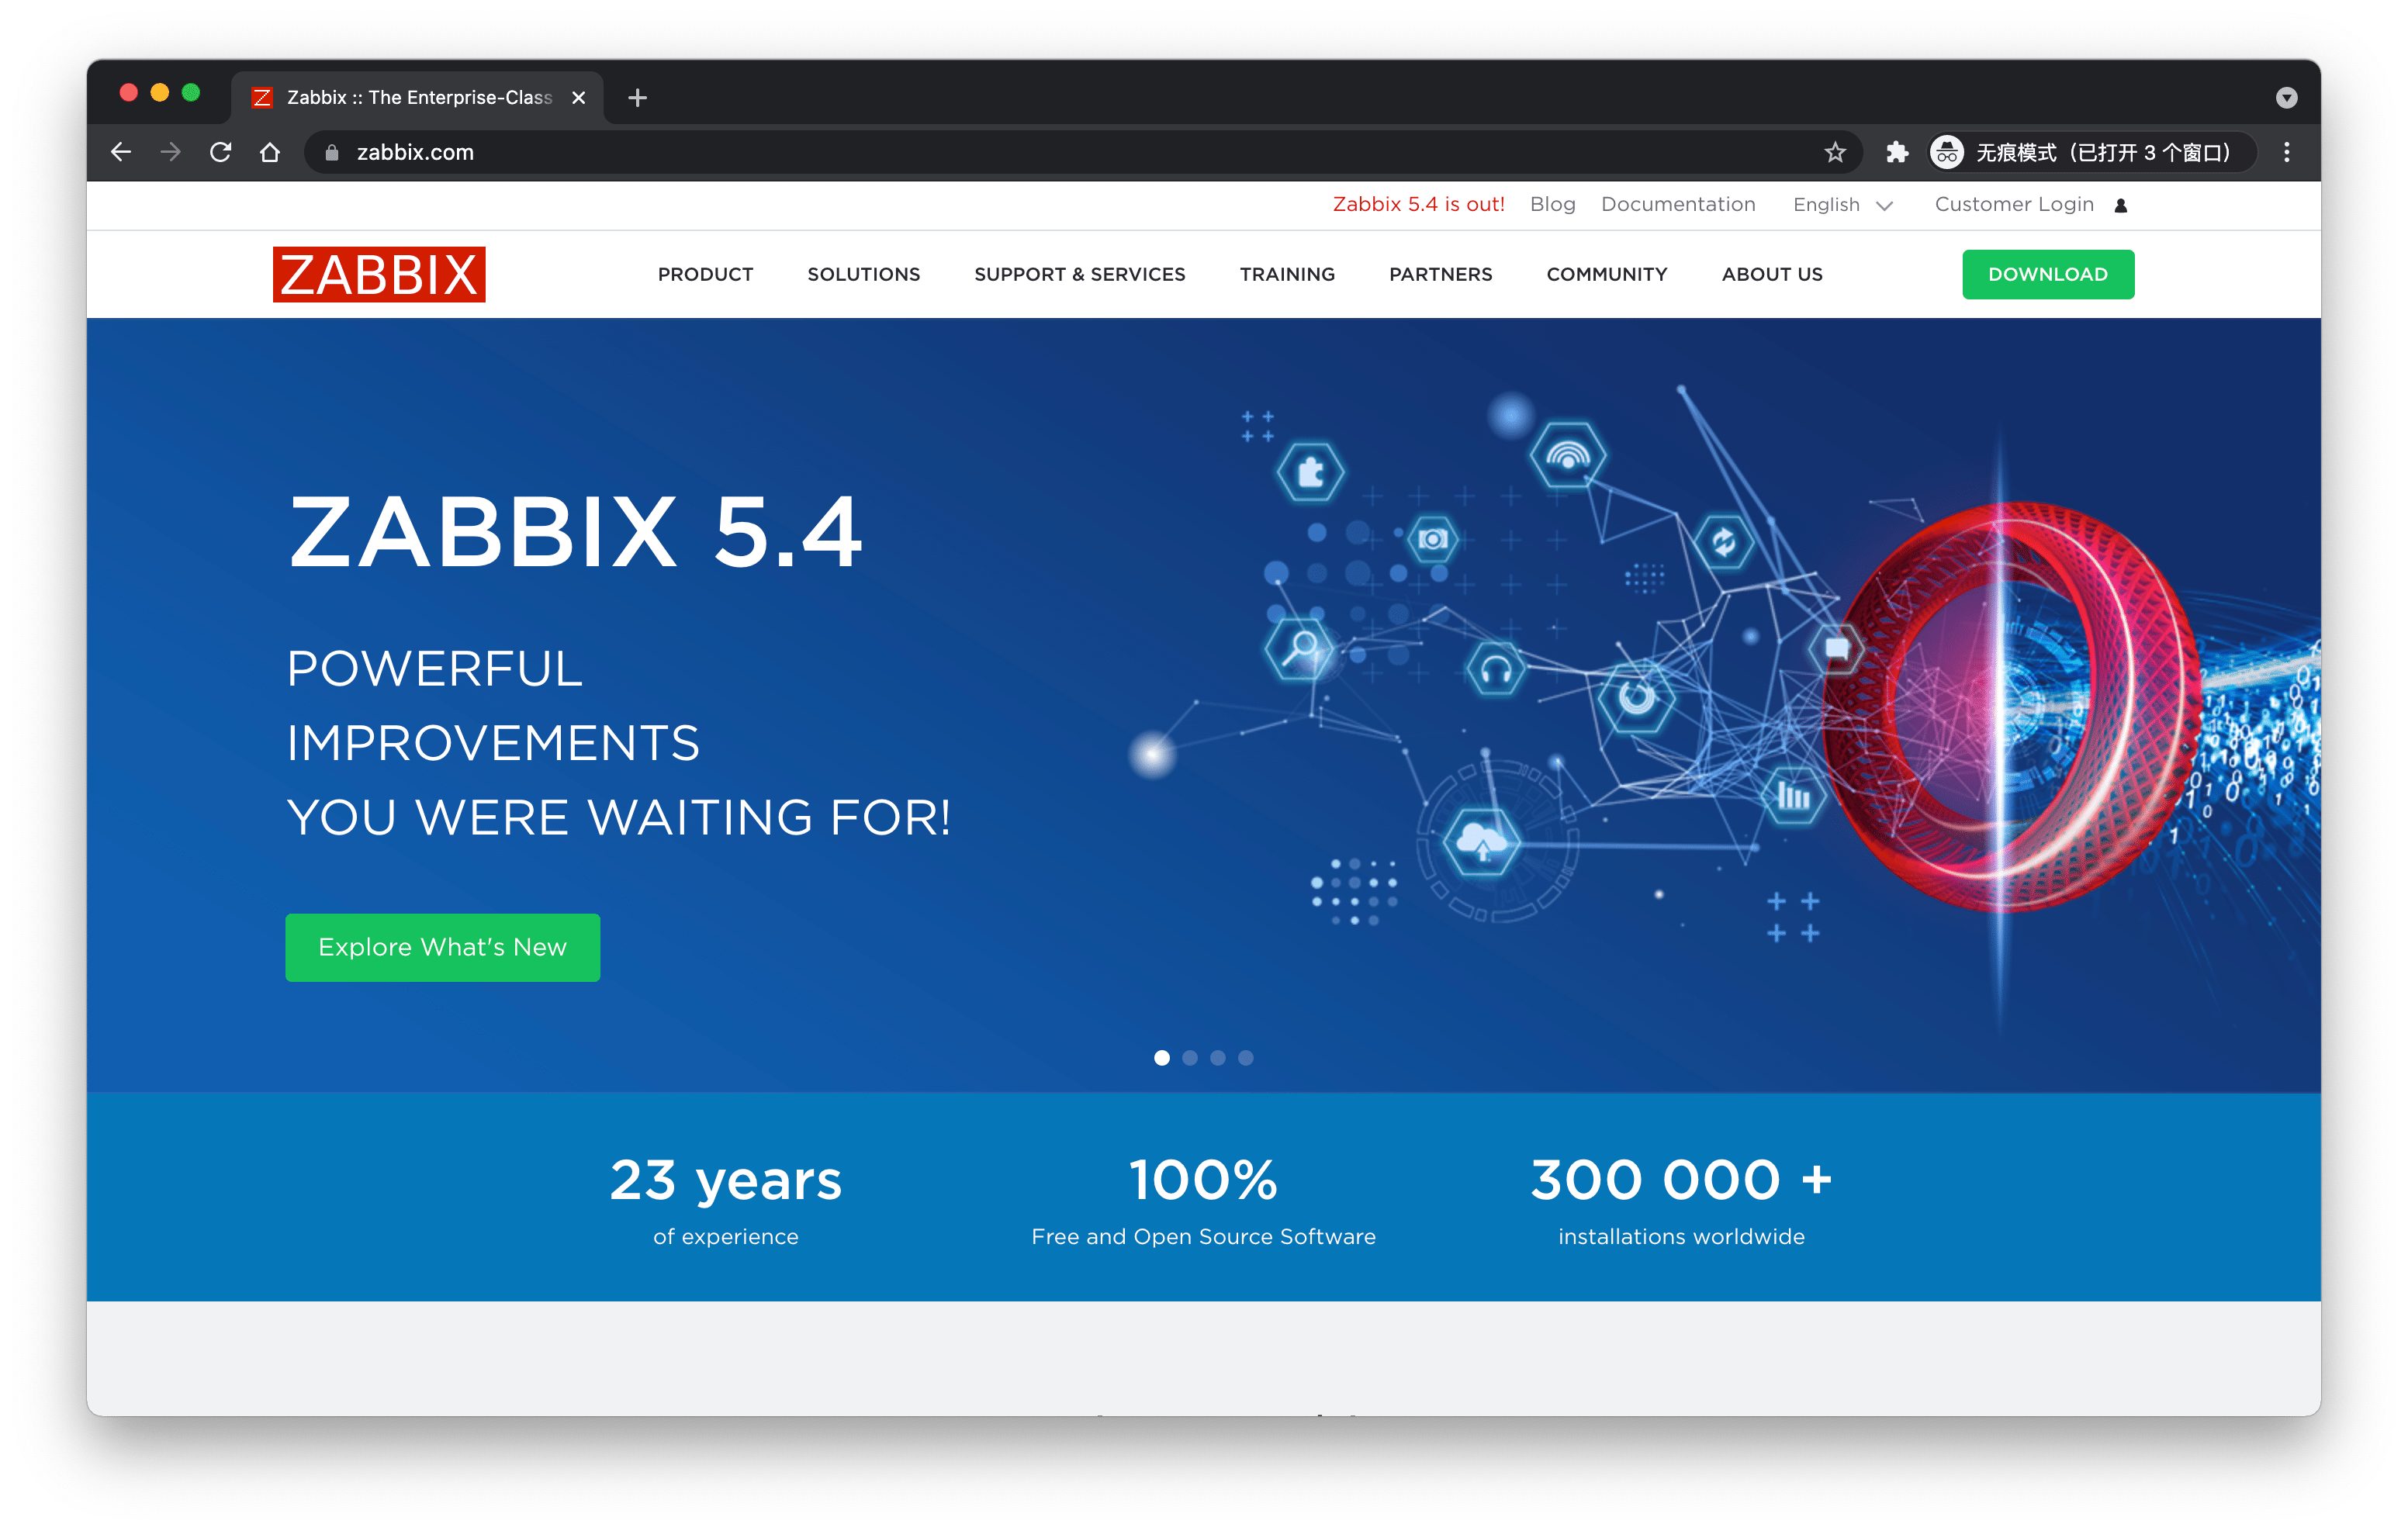 Zabbix :: The Enterprise-Class
zabbix.com
无痕模式（已打开 3 个窗口）
Zabbix 5.4 is out! Blog Documentation English Customer Login
ZABBIX PRODUCT SOLUTIONS SUPPORT & SERVICES TRAINING PARTNERS COMMUNITY ABOUT US DOWNLOAD
ZABBIX 5.4
POWERFUL
IMPROVEMENTS
YOU WERE WAITING FOR!
Explore What's New
23 years
of experience
100%
Free and Open Source Software
300 000 +
installations worldwide